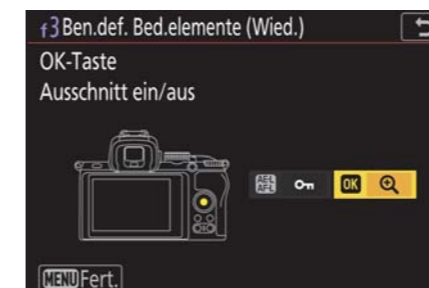 f3 Ben.def. Bed.elemente (Wied.)
OK-Taste
Ausschnitt ein/aus
AE-L AF-L OK
MENU Fert.